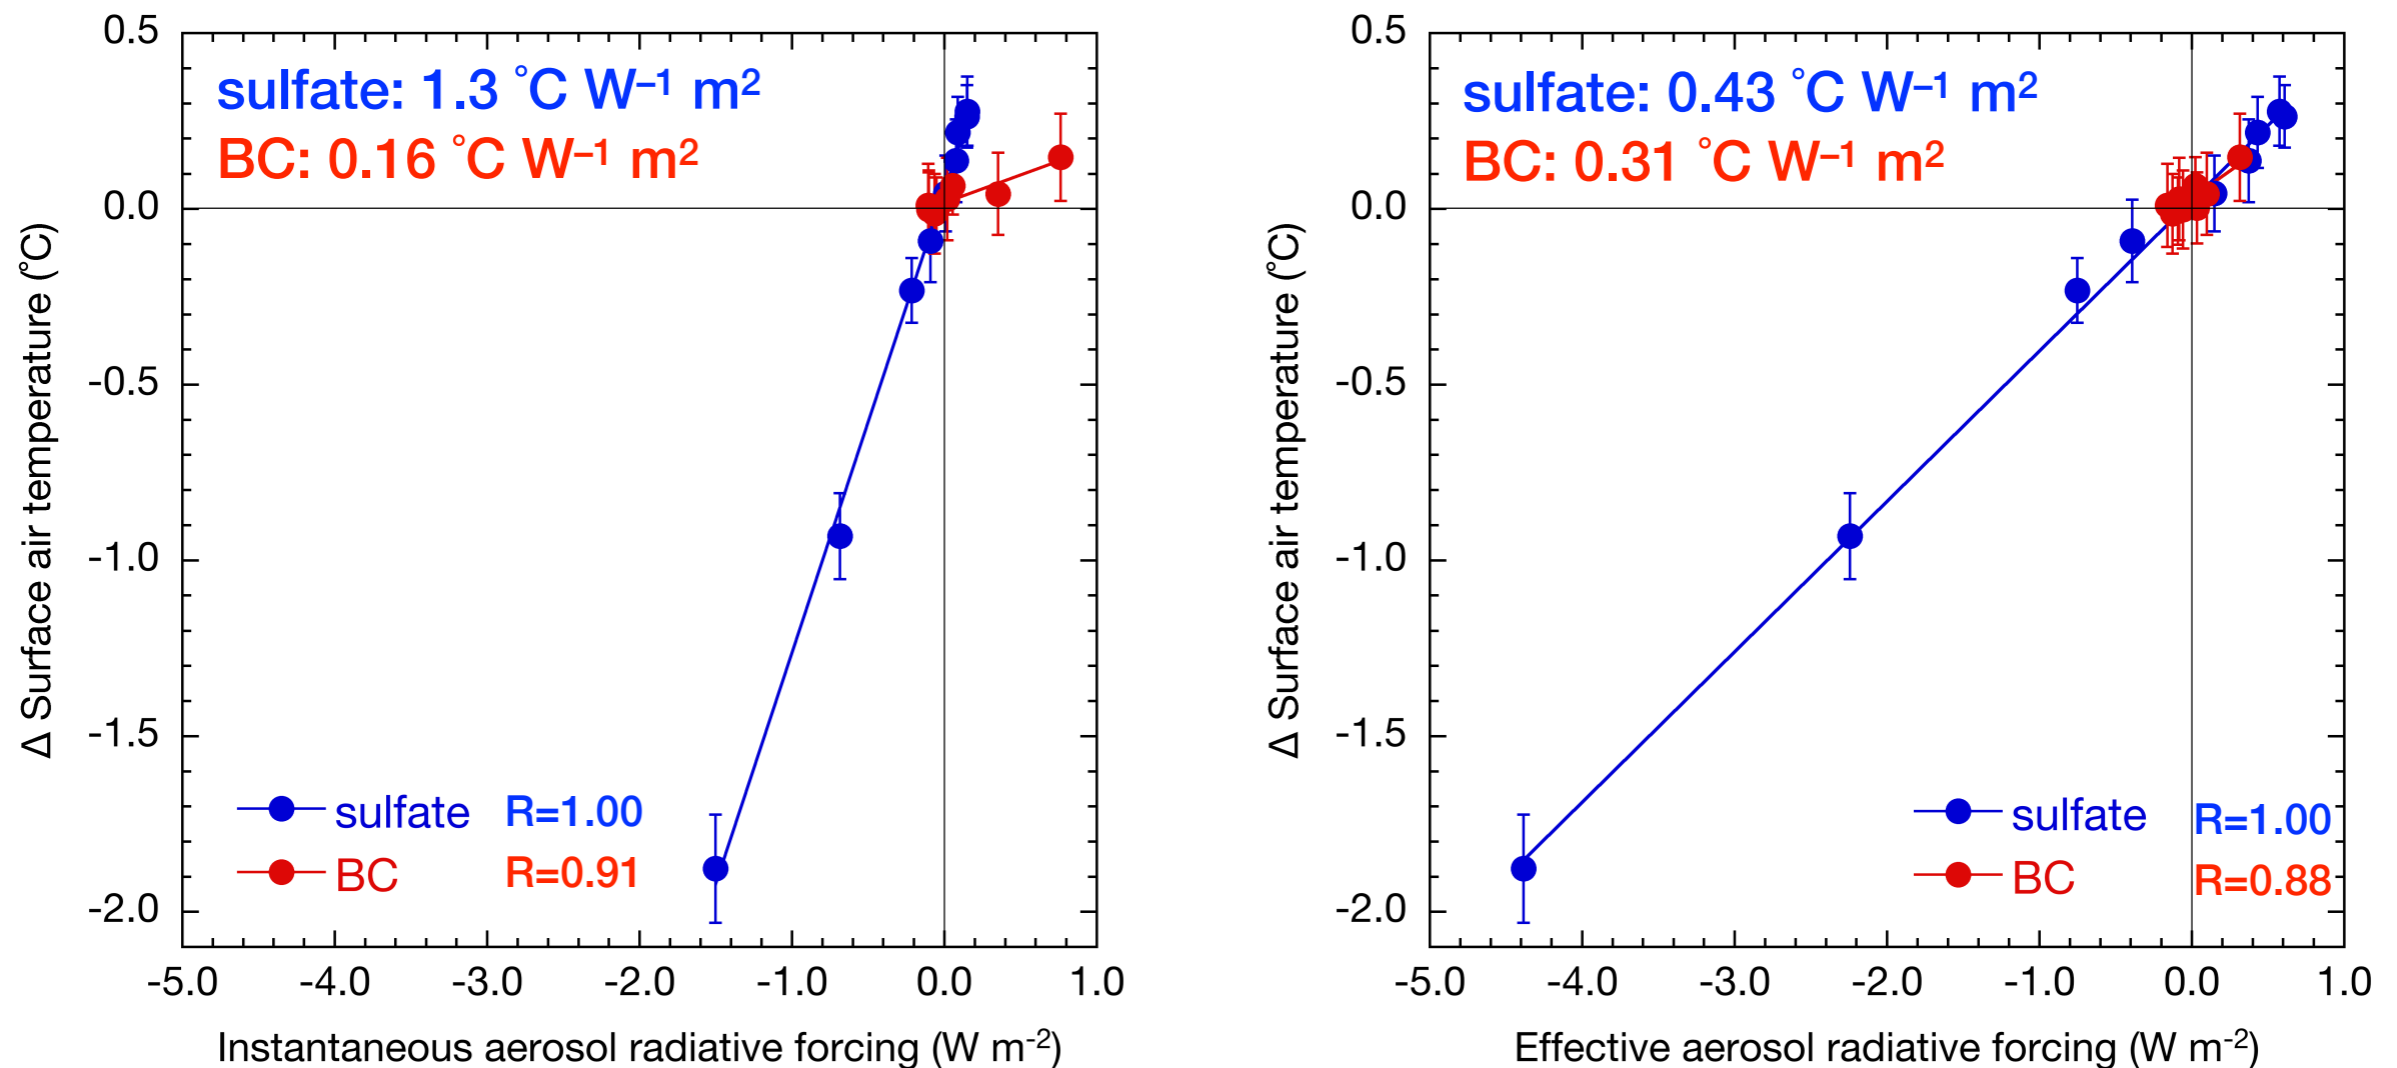 0.5
0.0
-0.5
-1.0
-1.5
-2.0
Δ Surface air temperature (˚C)
sulfate: 1.3 ˚C W⁻¹ m²
BC: 0.16 ˚C W⁻¹ m²
sulfate R=1.00
BC R=0.91
-5.0 -4.0 -3.0 -2.0 -1.0 0.0 1.0
Instantaneous aerosol radiative forcing (W m⁻²)
0.5
0.0
-0.5
-1.0
-1.5
-2.0
Δ Surface air temperature (˚C)
sulfate: 0.43 ˚C W⁻¹ m²
BC: 0.31 ˚C W⁻¹ m²
sulfate R=1.00
BC R=0.88
-5.0 -4.0 -3.0 -2.0 -1.0 0.0 1.0
Effective aerosol radiative forcing (W m⁻²)